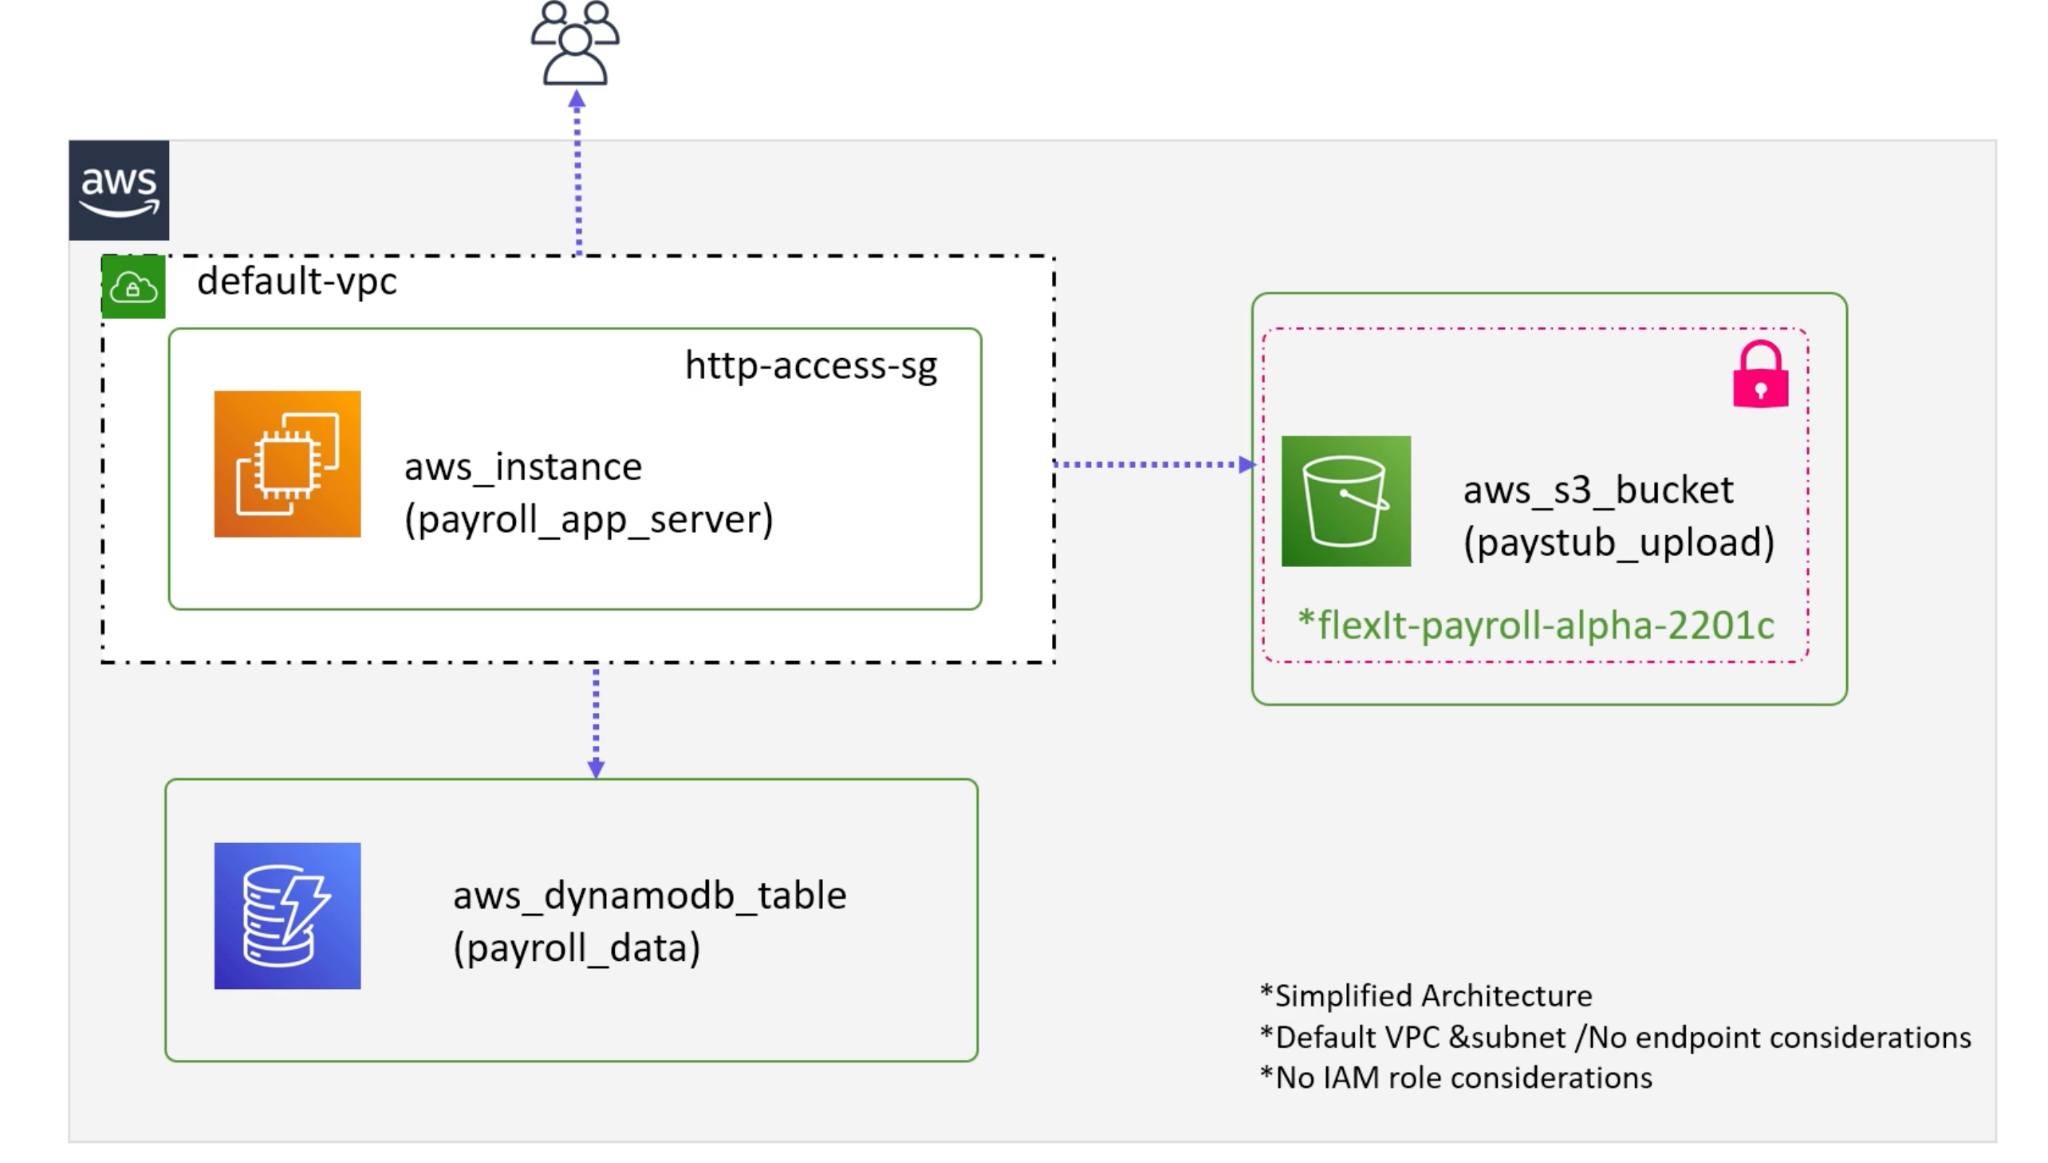 aws
default-vpc
http-access-sg
aws_instance
(payroll_app_server)
aws_s3_bucket
(paystub_upload)
*flexIt-payroll-alpha-2201c
aws_dynamodb_table
(payroll_data)
*Simplified Architecture
*Default VPC &subnet /No endpoint considerations
*No IAM role considerations